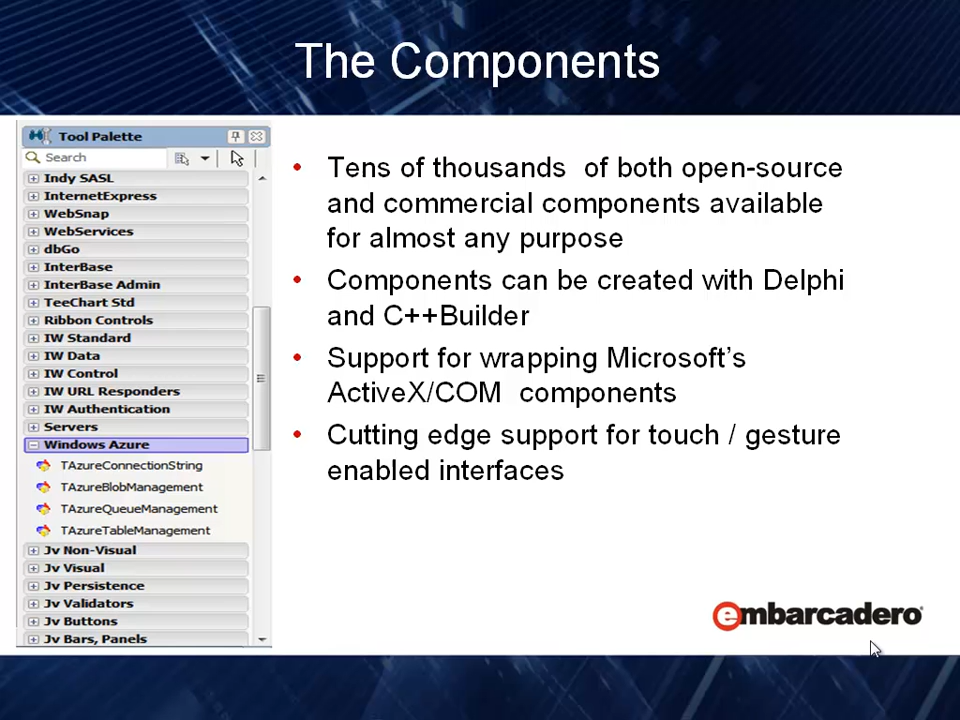 The Components
Tool Palette
Search
Indy SASL
InternetExpress
WebSnap
WebServices
dbGo
InterBase
InterBase Admin
TeeChart Std
Ribbon Controls
IW Standard
IW Data
IW Control
IW URL Responders
IW Authentication
Servers
Windows Azure
TAzureConnectionString
TAzureBlobManagement
TAzureQueueManagement
TAzureTableManagement
Jv Non-Visual
Jv Visual
Jv Persistence
Jv Validators
Jv Buttons
Jv Bars, Panels
• Tens of thousands of both open-source
and commercial components available
for almost any purpose
• Components can be created with Delphi
and C++Builder
• Support for wrapping Microsoft’s
ActiveX/COM components
• Cutting edge support for touch / gesture
enabled interfaces
embarcadero